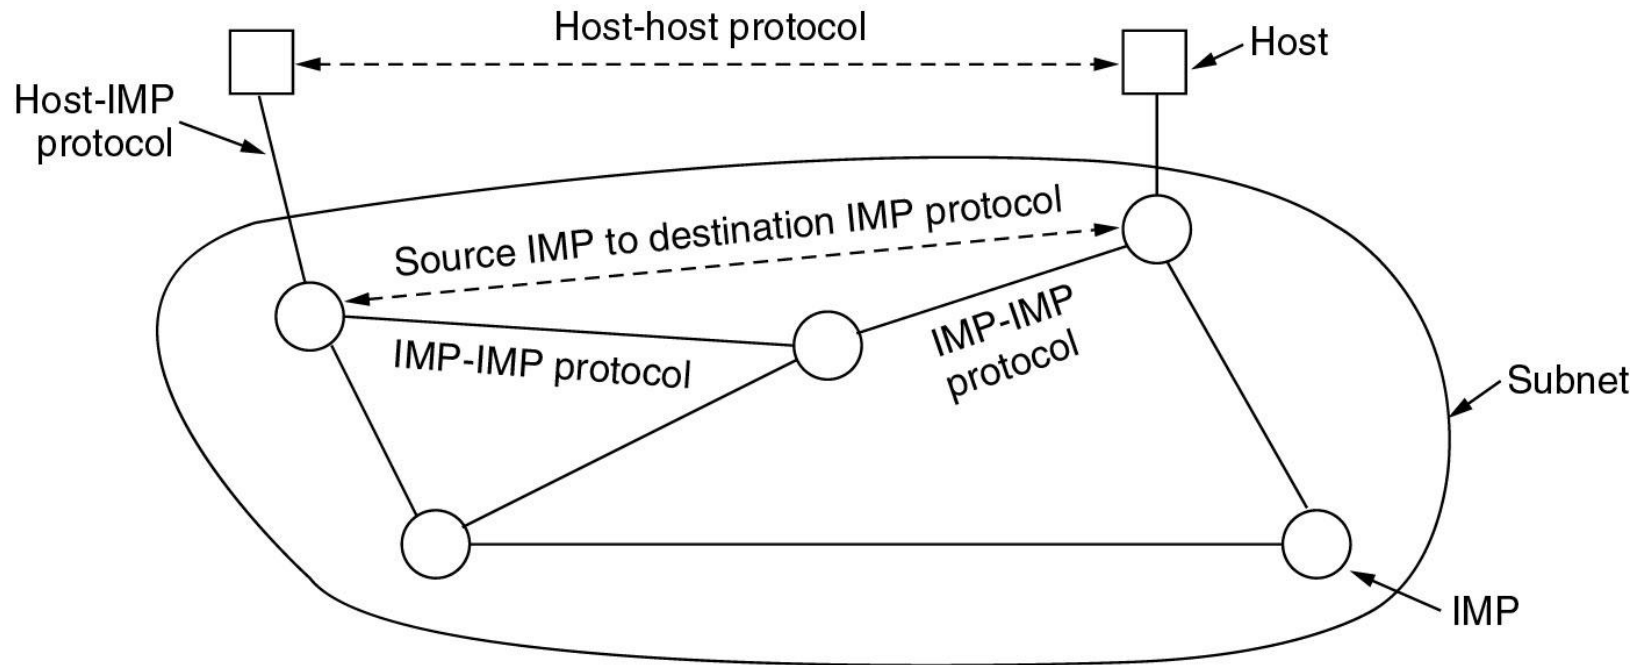 Host-host protocol
Host
Host-IMP
protocol
Source IMP to destination IMP protocol
IMP-IMP protocol
IMP-IMP
protocol
Subnet
IMP